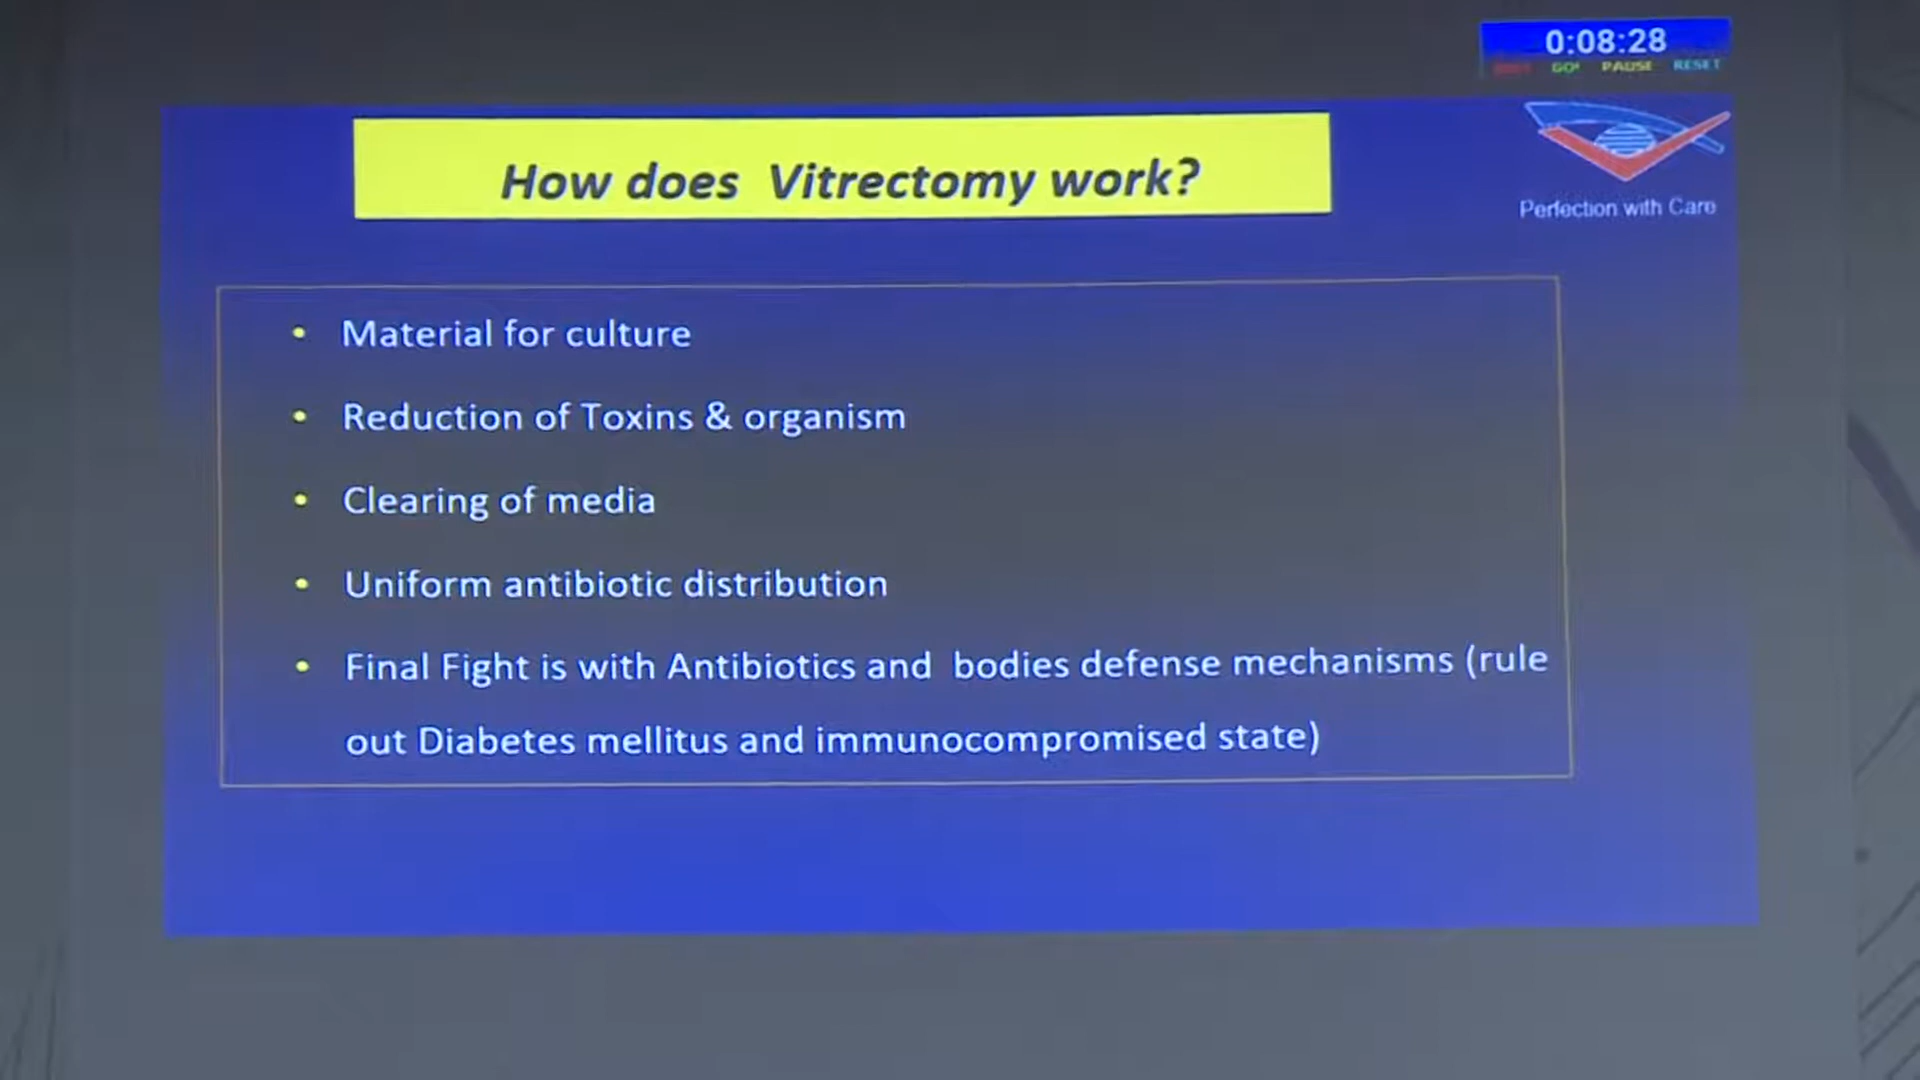 0:08:28
GO! PAUSE RESET
How does Vitrectomy work?
Perfection with Care
• Material for culture
• Reduction of Toxins & organism
• Clearing of media
• Uniform antibiotic distribution
• Final Fight is with Antibiotics and bodies defense mechanisms (rule
out Diabetes mellitus and immunocompromised state)